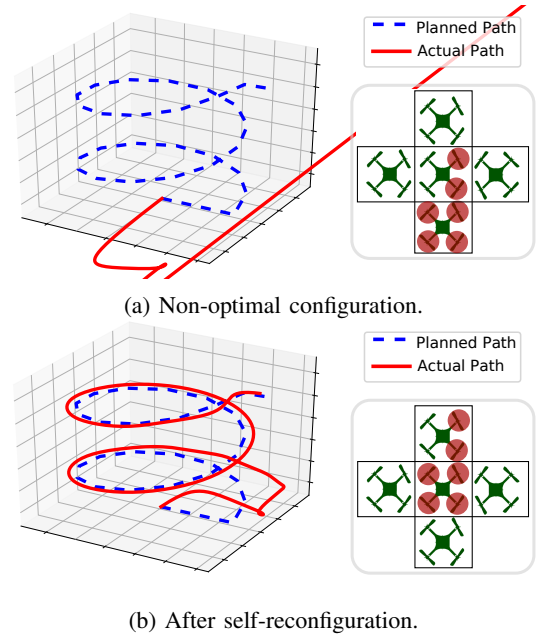 Planned Path
Actual Path
(a) Non-optimal configuration.
Planned Path
Actual Path
(b) After self-reconfiguration.